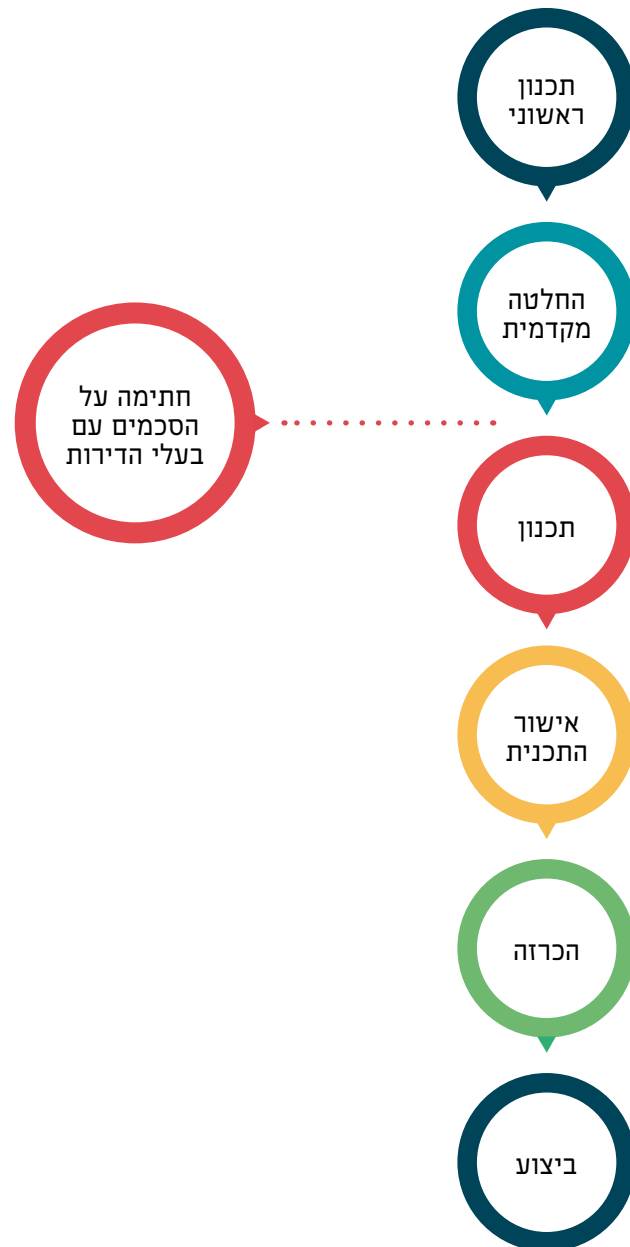 תכנון
ראשוני
החלטה
מקדמית
חתימה על
הסכמים עם
בעלי הדירות
תכנון
אישור
התכנית
הכרזה
ביצוע